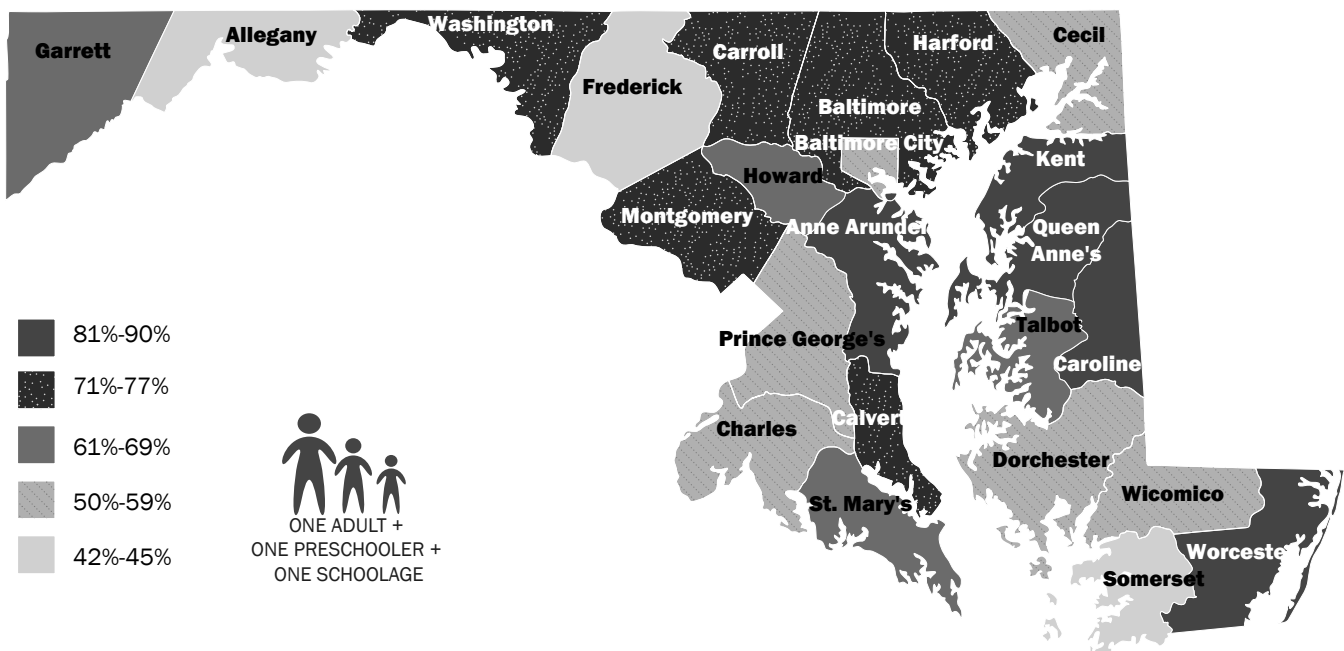 Garrett
Allegany
Washington
Frederick
Carroll
Harford
Cecil
Baltimore
Baltimore City
Kent
Howard
Montgomery
Anne Arundel
Queen
Anne's
Prince George's
Talbot
Caroline
Calvert
Charles
Dorchester
Wicomico
St. Mary's
Worceste
Somerset
81%-90%
71%-77%
61%-69%
50%-59%
42%-45%
ONE ADULT +
ONE PRESCHOOLER +
ONE SCHOOLAGE